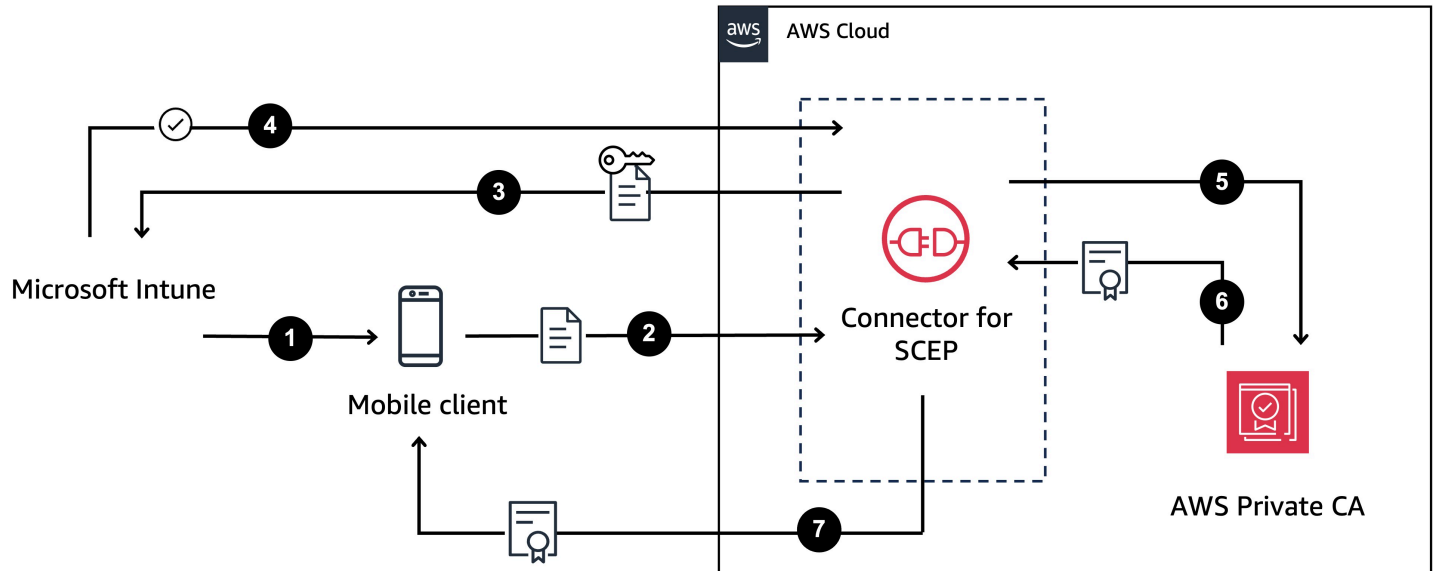 aws
AWS Cloud
4
3
5
Microsoft Intune
6
1
2
Connector for
SCEP
Mobile client
AWS Private CA
7